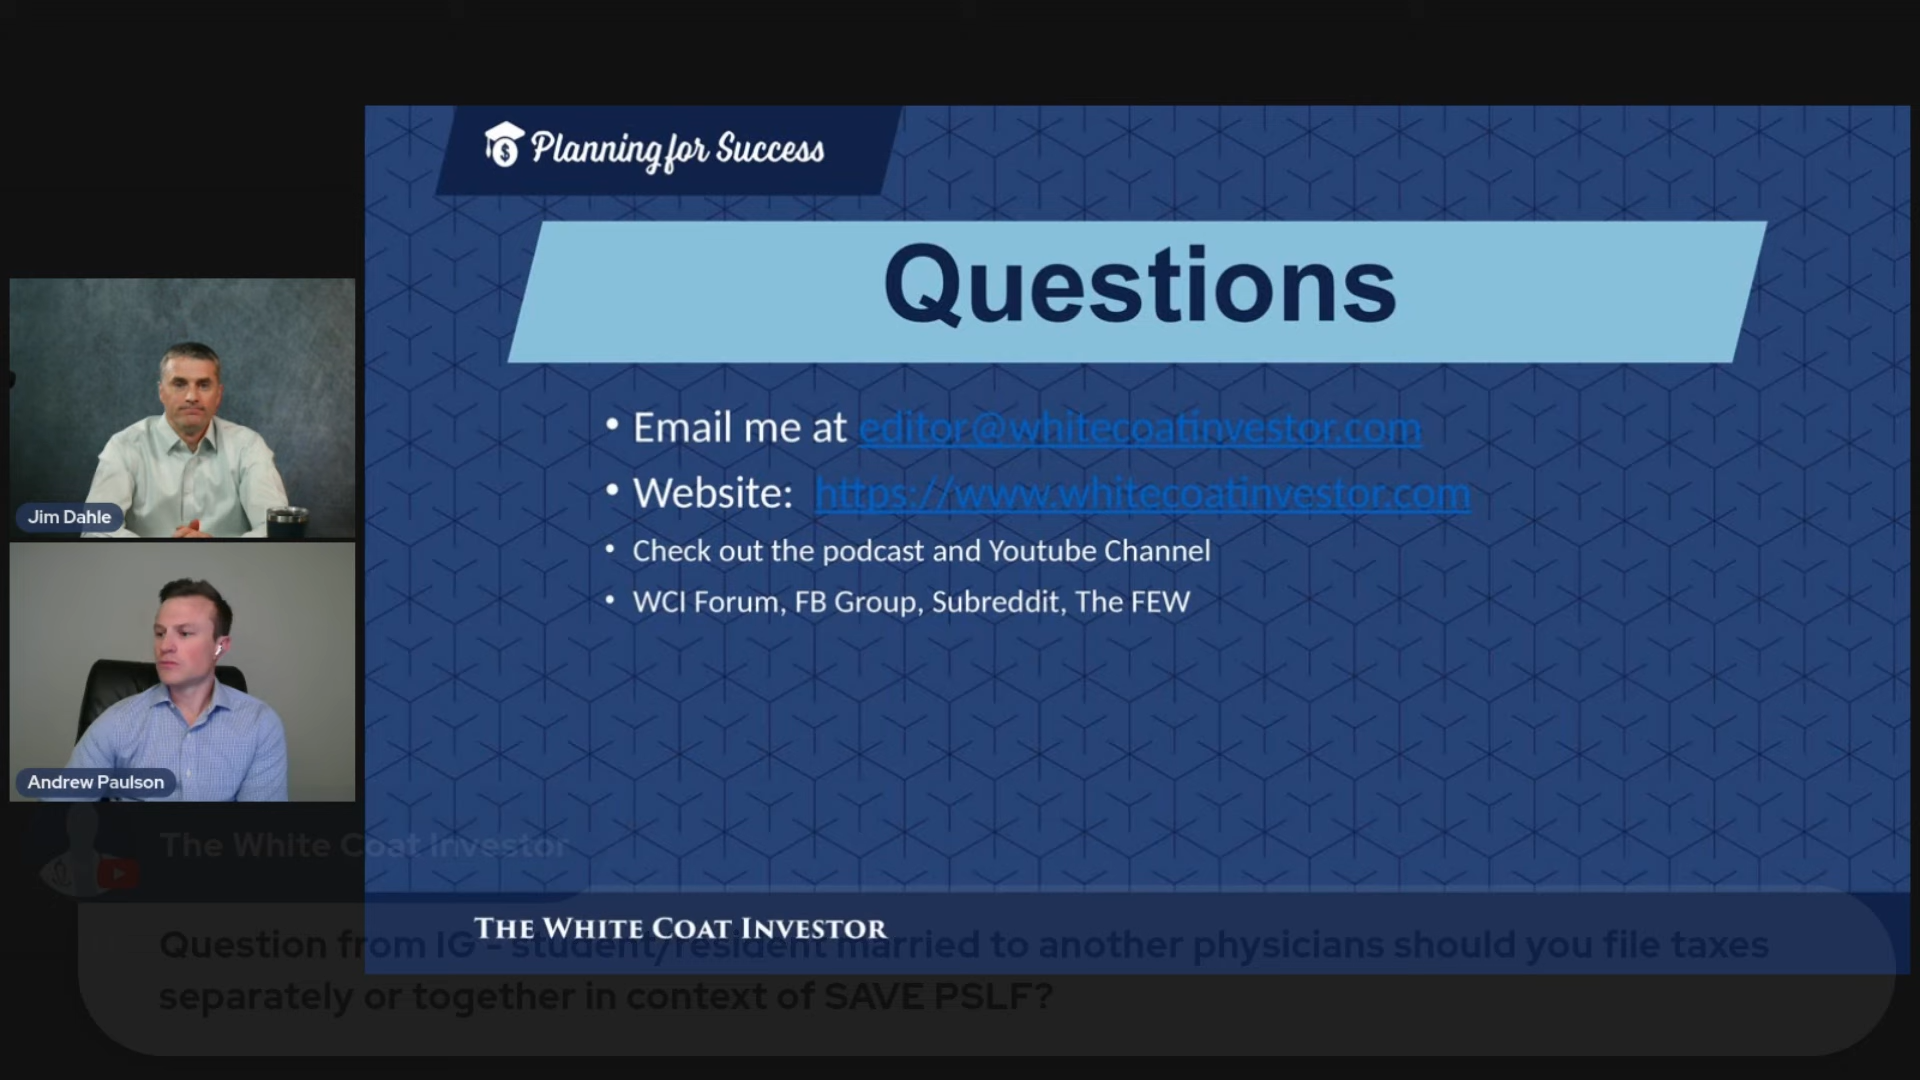 Planning for Success
Questions
• Email me at editor@whitecoatinvestor.com
• Website: https://www.whitecoatinvestor.com
• Check out the podcast and Youtube Channel
• WCI Forum, FB Group, Subreddit, The FEW
Jim Dahle
Andrew Paulson
The White Coat Investor
THE WHITE COAT INVESTOR
Question from IG - student/resident married to another physicians should you file taxes
separately or together in context of SAVE PSLF?